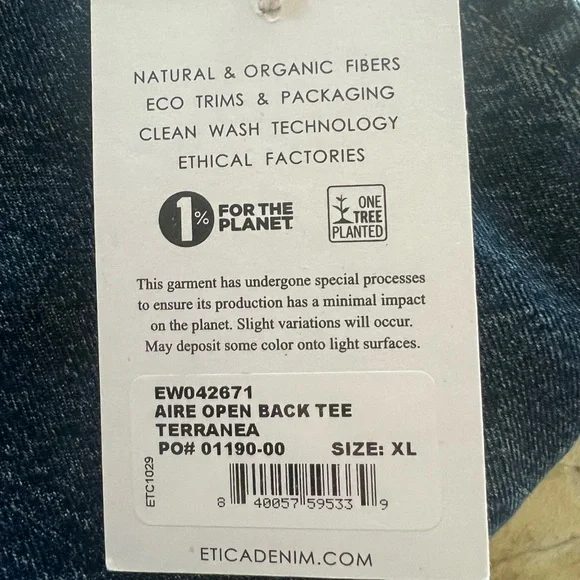 NATURAL & ORGANIC FIBERS
ECO TRIMS & PACKAGING
CLEAN WASH TECHNOLOGY
ETHICAL FACTORIES
1%
FOR THE
PLANET
ONE
TREE
PLANTED
This garment has undergone special processes
to ensure its production has a minimal impact
on the planet. Slight variations will occur.
May deposit some color onto light surfaces.
EW042671
AIRE OPEN BACK TEE
TERRANEA
PO# 01190-00 SIZE: XL
ETC1029
8 40057 59533 9
ETICADENIM.COM